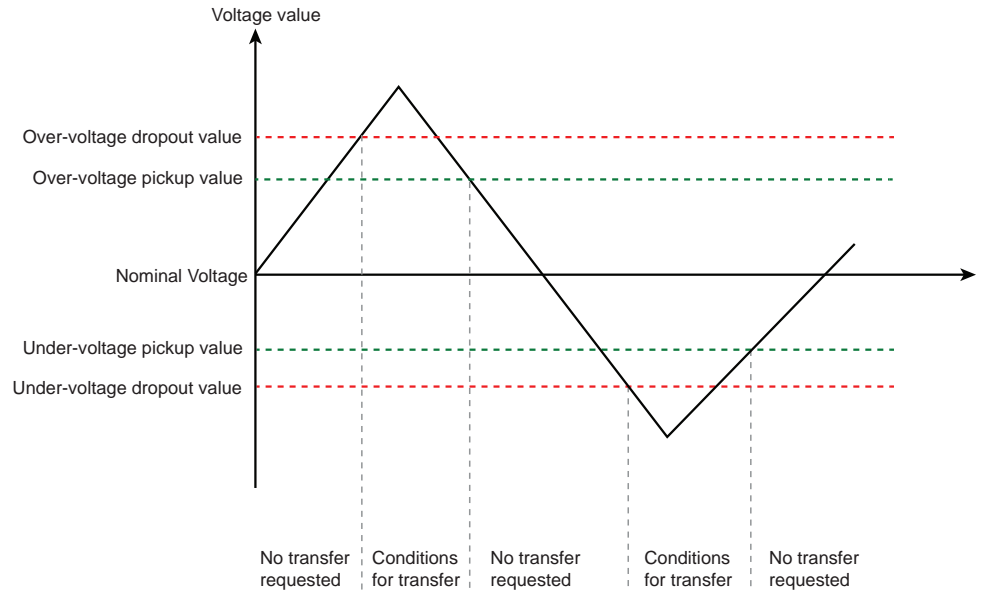 Voltage value
Over-voltage dropout value
Over-voltage pickup value
Nominal Voltage
Under-voltage pickup value
Under-voltage dropout value
No transfer
requested
Conditions
for transfer
No transfer
requested
Conditions
for transfer
No transfer
requested